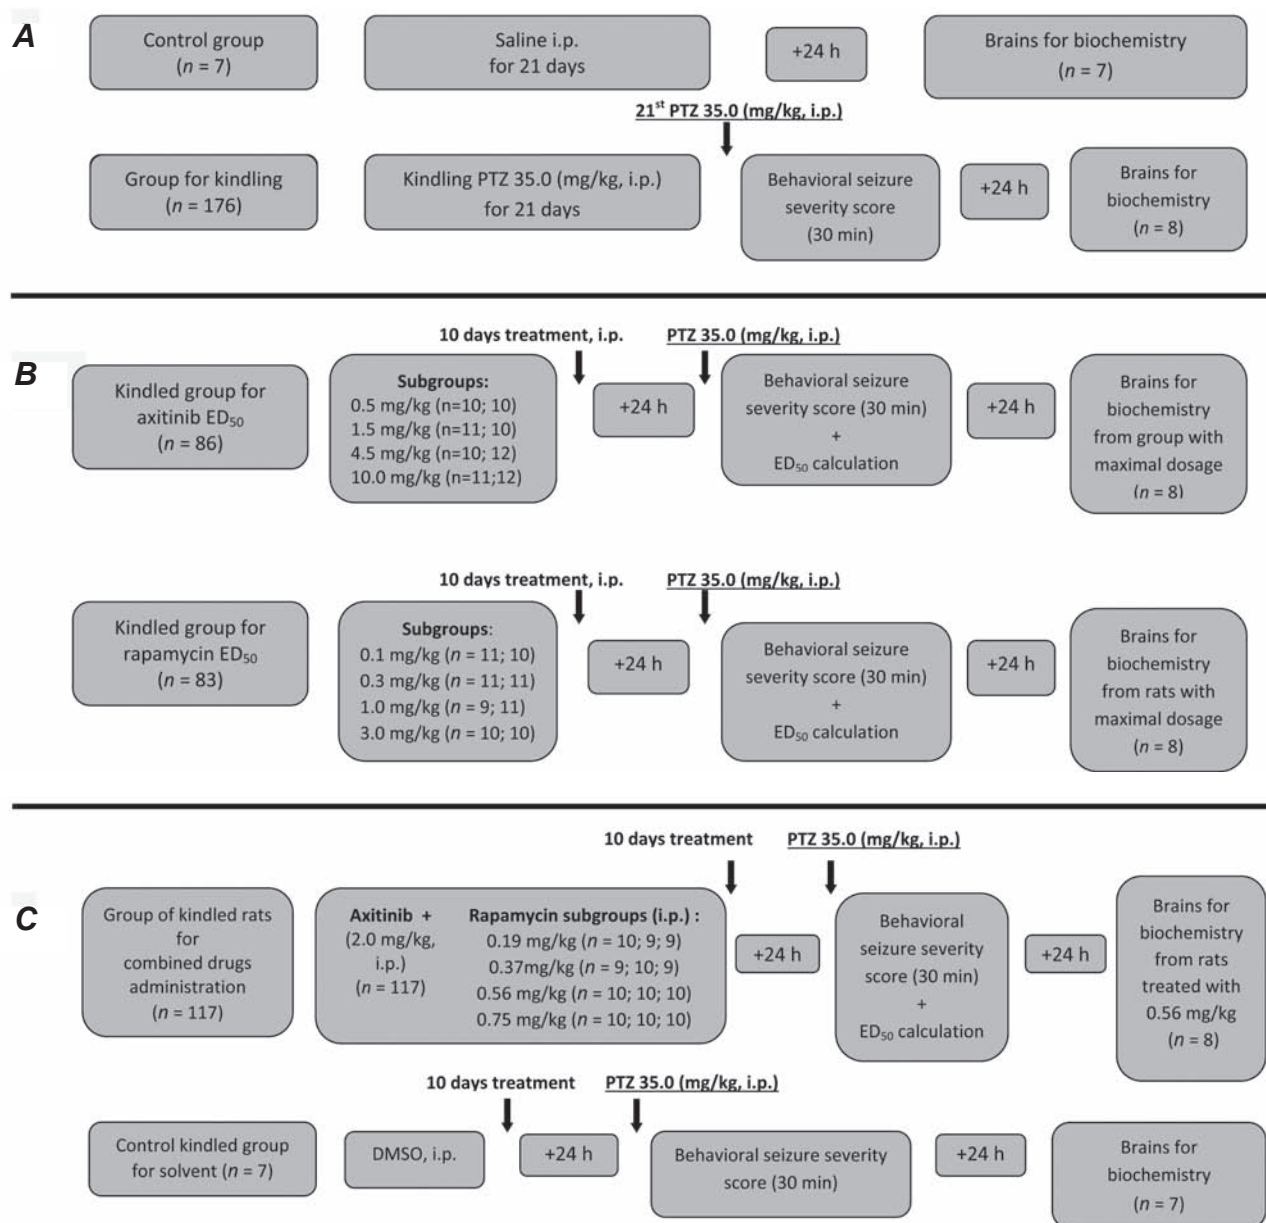 A
Control group
(n = 7)
Saline i.p.
for 21 days
+24 h
Brains for biochemistry
(n = 7)
21st PTZ 35.0 (mg/kg, i.p.)
Group for kindling
(n = 176)
Kindling PTZ 35.0 (mg/kg, i.p.)
for 21 days
Behavioral seizure
severity score
(30 min)
+24 h
Brains for
biochemistry
(n = 8)
B
10 days treatment, i.p.
PTZ 35.0 (mg/kg, i.p.)
Kindled group for
axitinib ED50
(n = 86)
Subgroups:
0.5 mg/kg (n=10; 10)
1.5 mg/kg (n=11; 10)
4.5 mg/kg (n=10; 12)
10.0 mg/kg (n=11;12)
+24 h
Behavioral seizure
severity score (30 min)
+
ED50 calculation
+24 h
Brains for
biochemistry
from group with
maximal dosage
(n = 8)
10 days treatment, i.p.
PTZ 35.0 (mg/kg, i.p.)
Kindled group for
rapamycin ED50
(n = 83)
Subgroups:
0.1 mg/kg (n = 11; 10)
0.3 mg/kg (n = 11; 11)
1.0 mg/kg (n = 9; 11)
3.0 mg/kg (n = 10; 10)
+24 h
Behavioral seizure
severity score (30 min)
+
ED50 calculation
+24 h
Brains for
biochemistry
from rats with
maximal dosage
(n = 8)
C
10 days treatment
PTZ 35.0 (mg/kg, i.p.)
Group of kindled rats
for
combined drugs
administration
(n = 117)
Axitinib +
(2.0 mg/kg,
i.p.)
(n = 117)
Rapamycin subgroups (i.p.) :
0.19 mg/kg (n = 10; 9; 9)
0.37mg/kg (n = 9; 10; 9)
0.56 mg/kg (n = 10; 10; 10)
0.75 mg/kg (n = 10; 10; 10)
+24 h
Behavioral
seizure severity
score (30 min)
+
ED50 calculation
+24 h
Brains for
biochemistry
from rats
treated with
0.56 mg/kg
(n = 8)
10 days treatment
PTZ 35.0 (mg/kg, i.p.)
Control kindled group
for solvent (n = 7)
DMSO, i.p.
+24 h
Behavioral seizure severity
score (30 min)
+24 h
Brains for
biochemistry
(n = 7)